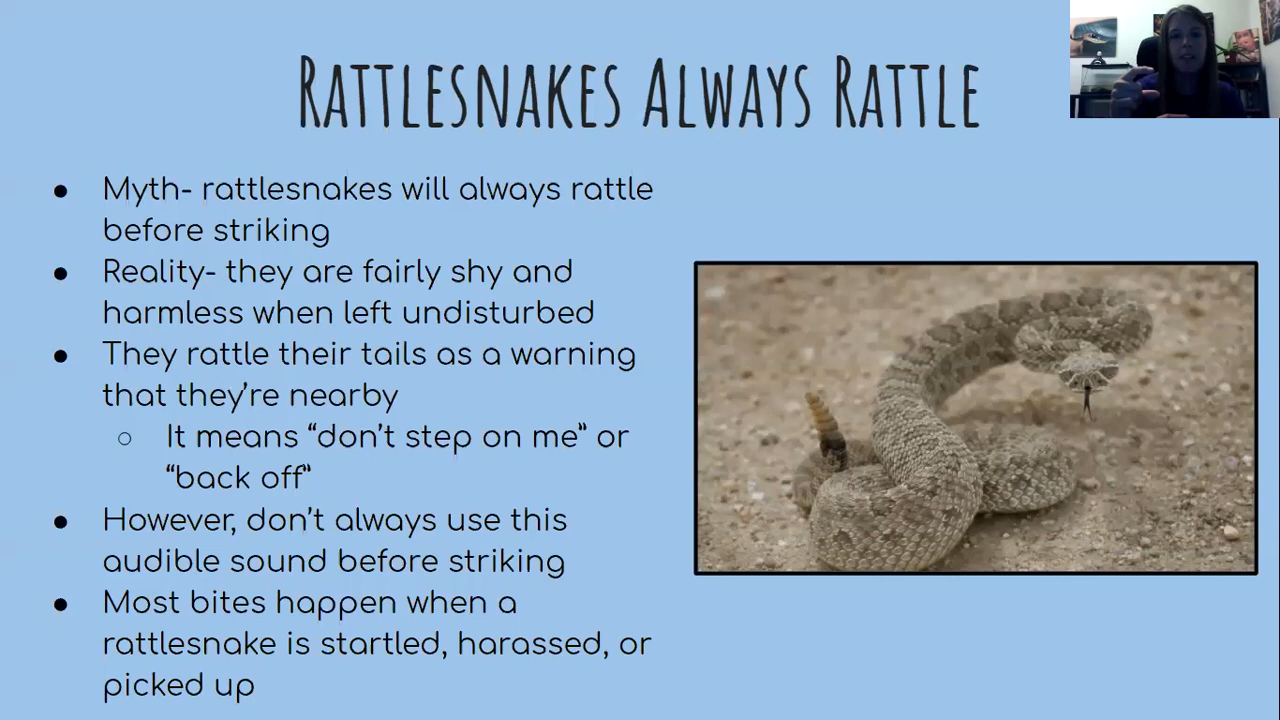 Rattlesnakes Always Rattle
● Myth- rattlesnakes will always rattle
before striking
● Reality- they are fairly shy and
harmless when left undisturbed
● They rattle their tails as a warning
that they’re nearby
○ It means “don’t step on me” or
“back off”
● However, don’t always use this
audible sound before striking
● Most bites happen when a
rattlesnake is startled, harassed, or
picked up